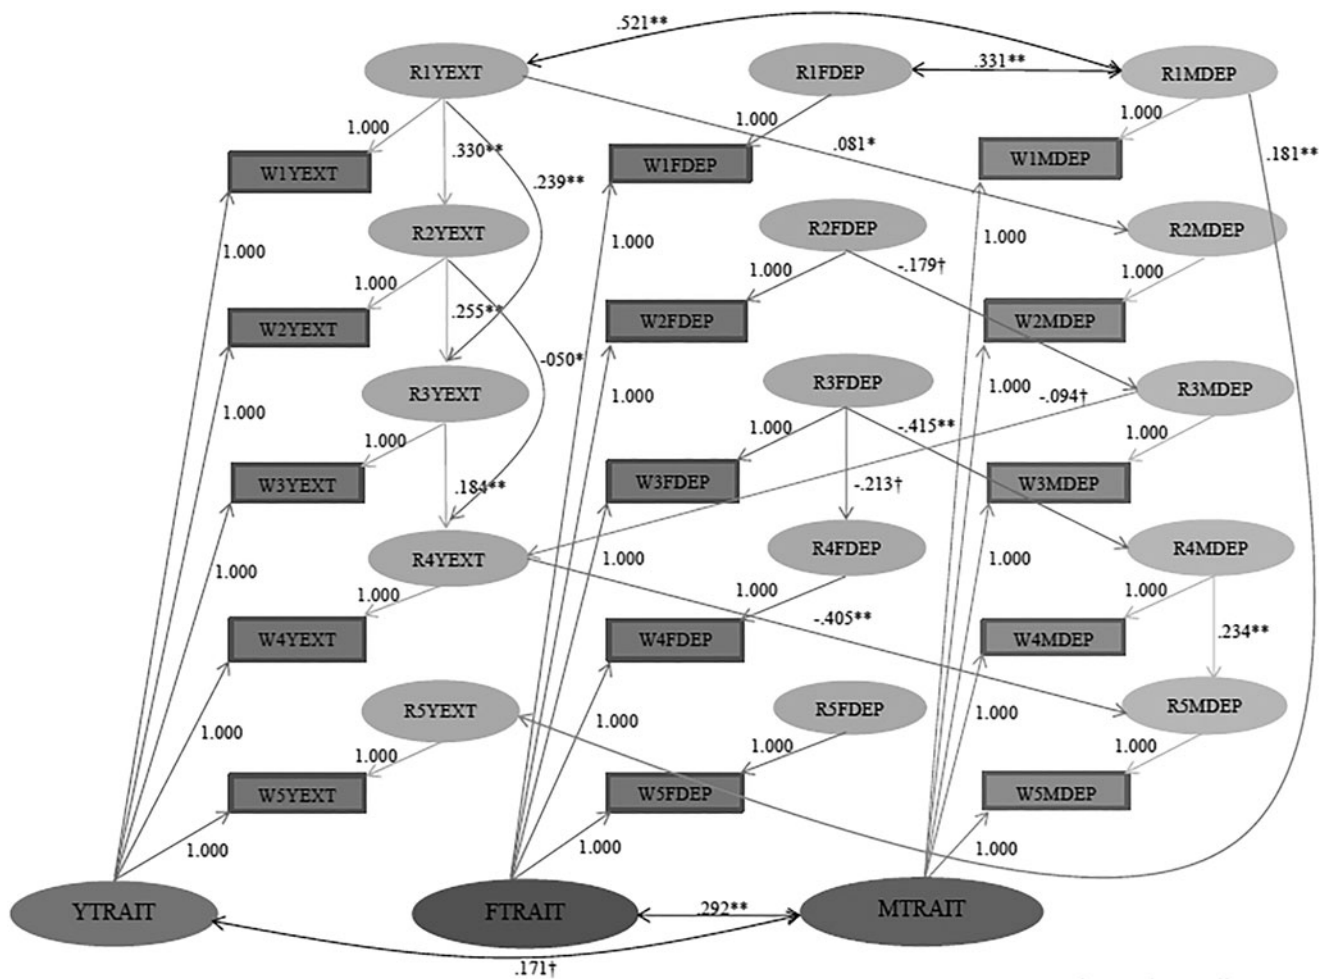 .521**
R1YEXT
R1FDEP
.331**
R1MDEP
1.000
1.000
1.000
.330**
.081*
.181**
W1YEXT
W1FDEP
W1MDEP
.239**
R2YEXT
R2FDEP
R2MDEP
1.000
1.000
1.000
1.000
1.000
-.179†
1.000
.255**
W2YEXT
W2FDEP
W2MDEP
-050*
R3YEXT
R3FDEP
R3MDEP
1.000
1.000
1.000
-.094†
1.000
1.000
-.415**
1.000
W3YEXT
W3FDEP
W3MDEP
.184**
-.213†
R4YEXT
R4FDEP
R4MDEP
1.000
1.000
1.000
1.000
1.000
1.000
-.405**
W4YEXT
W4FDEP
W4MDEP
.234**
R5YEXT
R5FDEP
R5MDEP
1.000
1.000
1.000
1.000
1.000
1.000
W5YEXT
W5FDEP
W5MDEP
1.000
1.000
1.000
YTRAIT
FTRAIT
.292**
MTRAIT
.171†